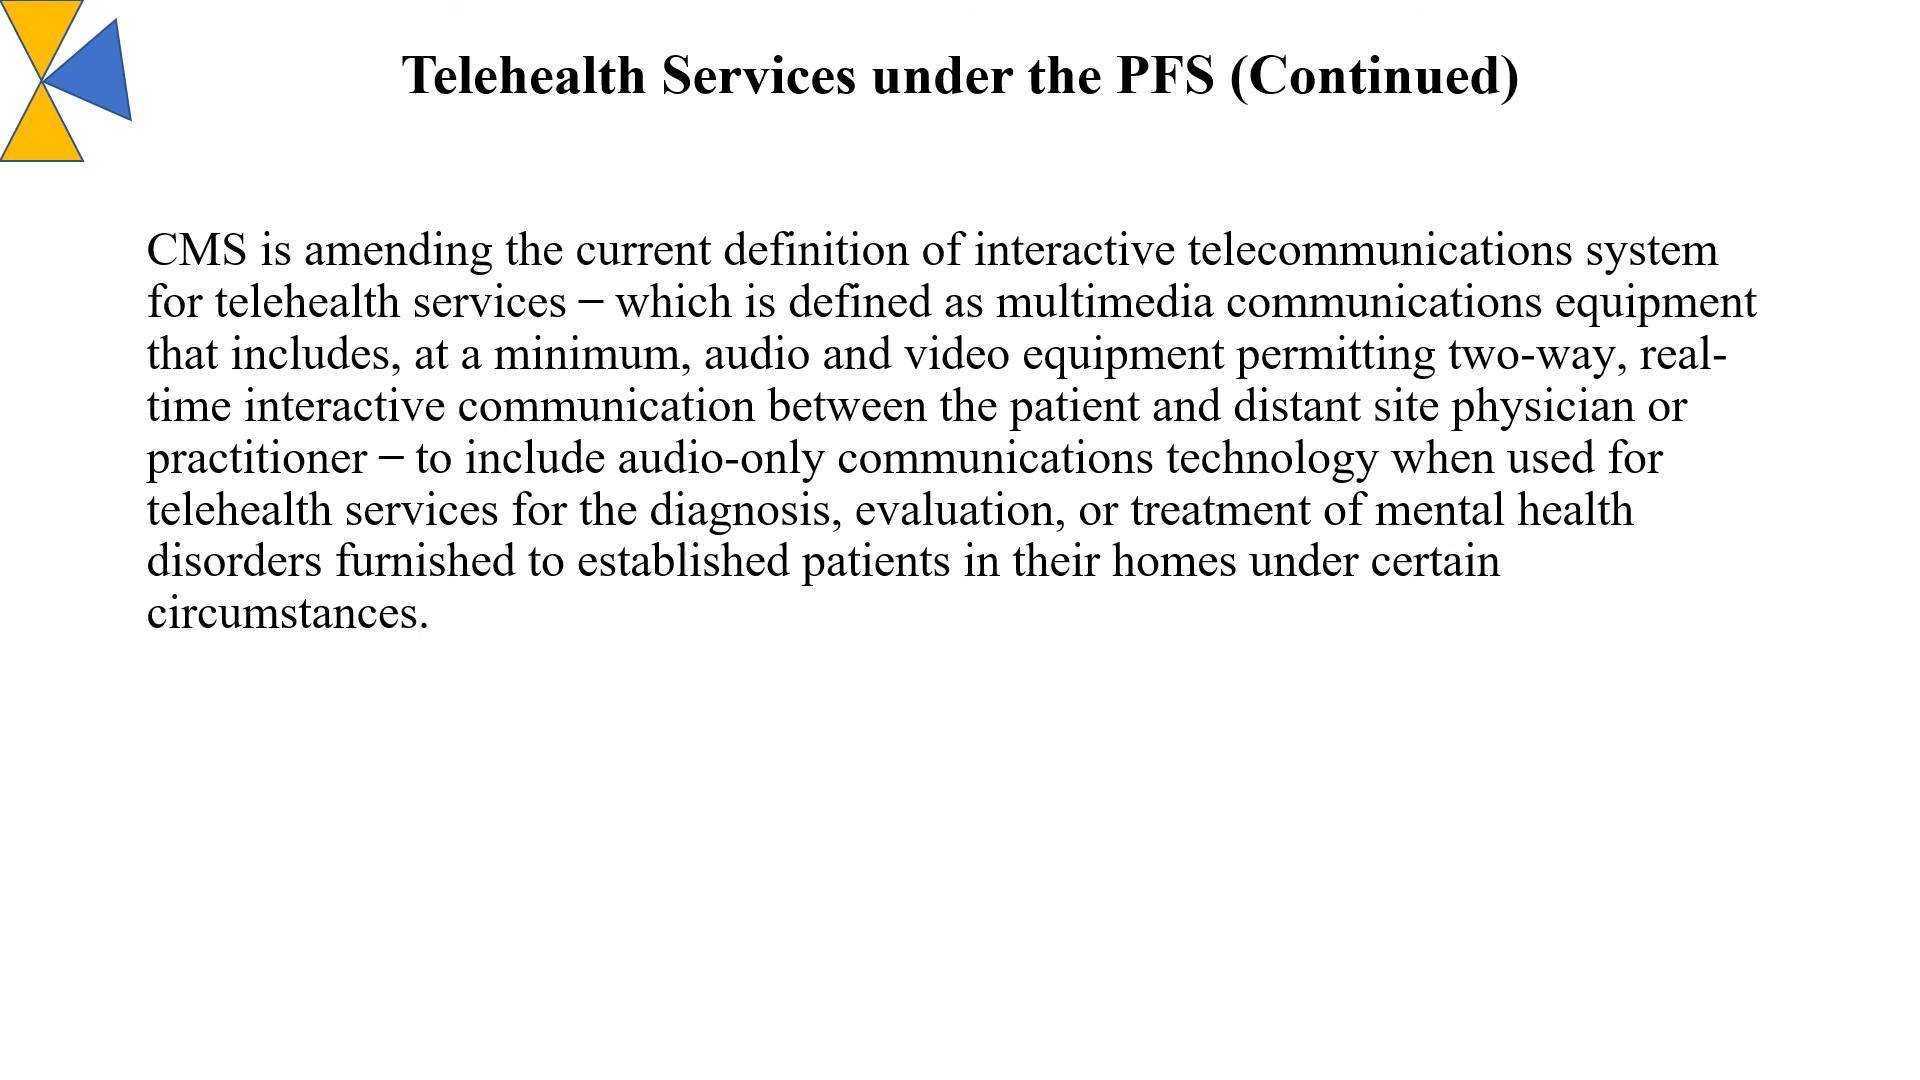 Telehealth Services under the PFS (Continued)
CMS is amending the current definition of interactive telecommunications system
for telehealth services – which is defined as multimedia communications equipment
that includes, at a minimum, audio and video equipment permitting two-way, real-
time interactive communication between the patient and distant site physician or
practitioner – to include audio-only communications technology when used for
telehealth services for the diagnosis, evaluation, or treatment of mental health
disorders furnished to established patients in their homes under certain
circumstances.